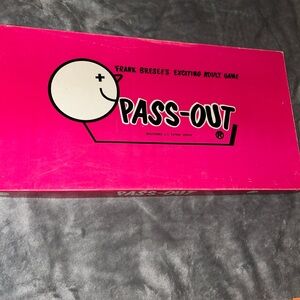 FRANK BRESEE'S EXCITING ADULT GAME
PASS-OUT
®
PASS-OUT